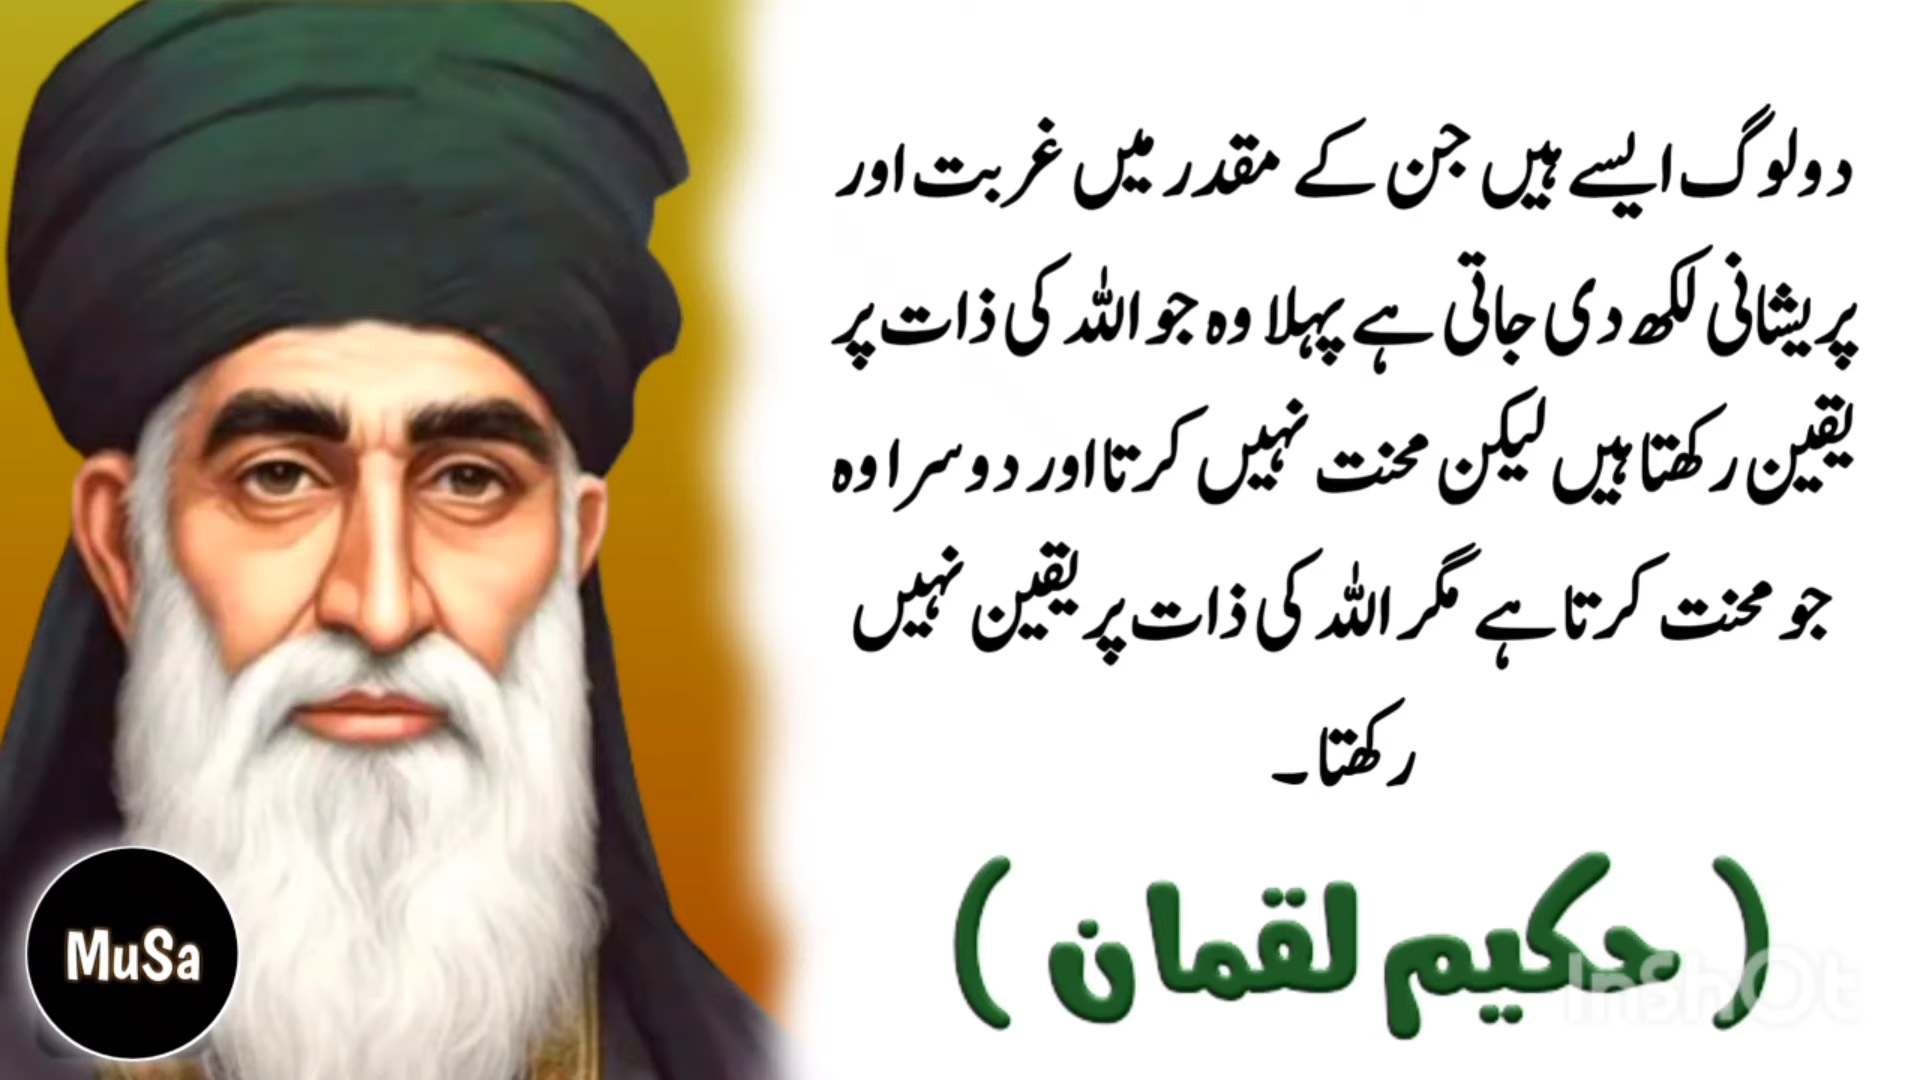 دو لوگ ایسے ہیں جن کے مقدر میں غربت اور
پریشانی لکھ دی جاتی ہے پہلا وہ جو اللہ کی ذات پر
یقین رکھتا ہیں لیکن محنت نہیں کرتا اور دوسرا وہ
جو محنت کرتا ہے مگر اللہ کی ذات پر یقین نہیں
رکھتا۔
(حکیم لقمان)
MuSa
InShOt